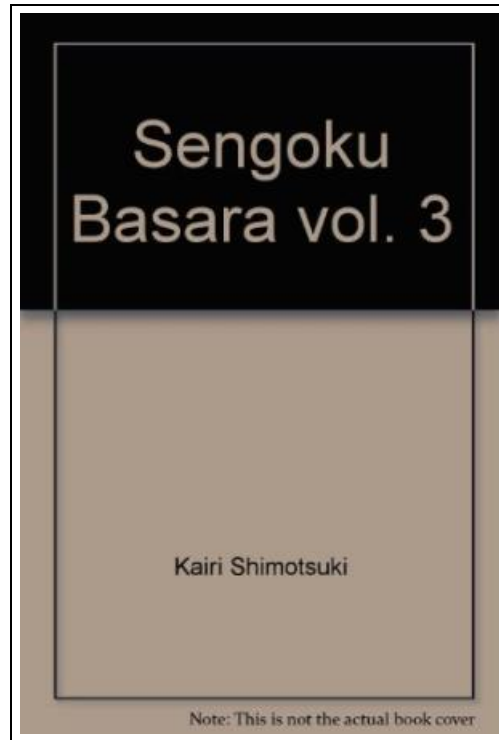 Sengoku
Basara vol. 3
Kairi Shimotsuki
Note: This is not the actual book cover